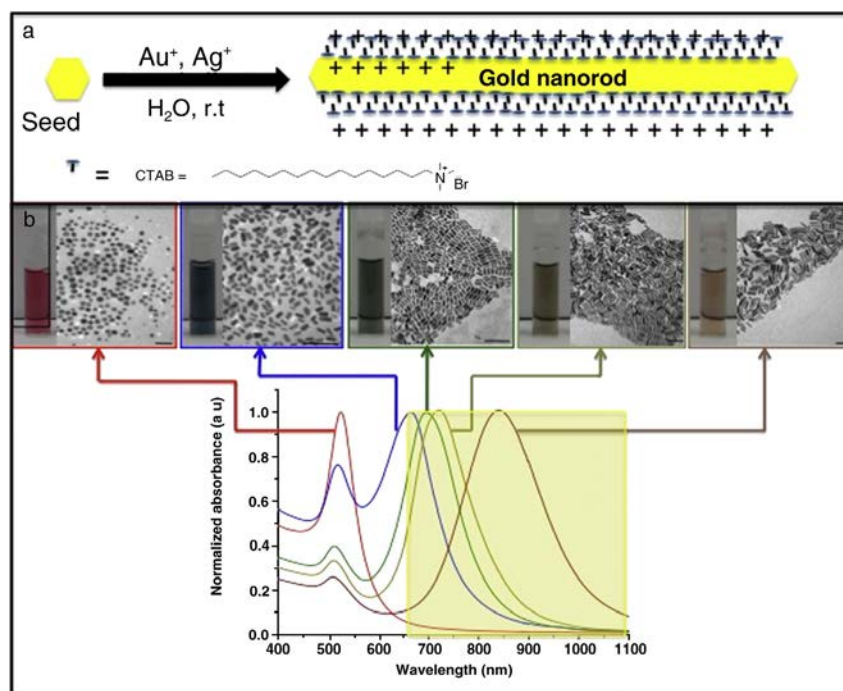 a
Au⁺, Ag⁺
H₂O, r.t
Seed
Gold nanorod
+ + + + + +
= CTAB =
N⁺
Br
b
Normalized absorbance (a u)
1.0
0.8
0.6
0.4
0.2
0.0
400 500 600 700 800 900 1000 1100
Wavelength (nm)